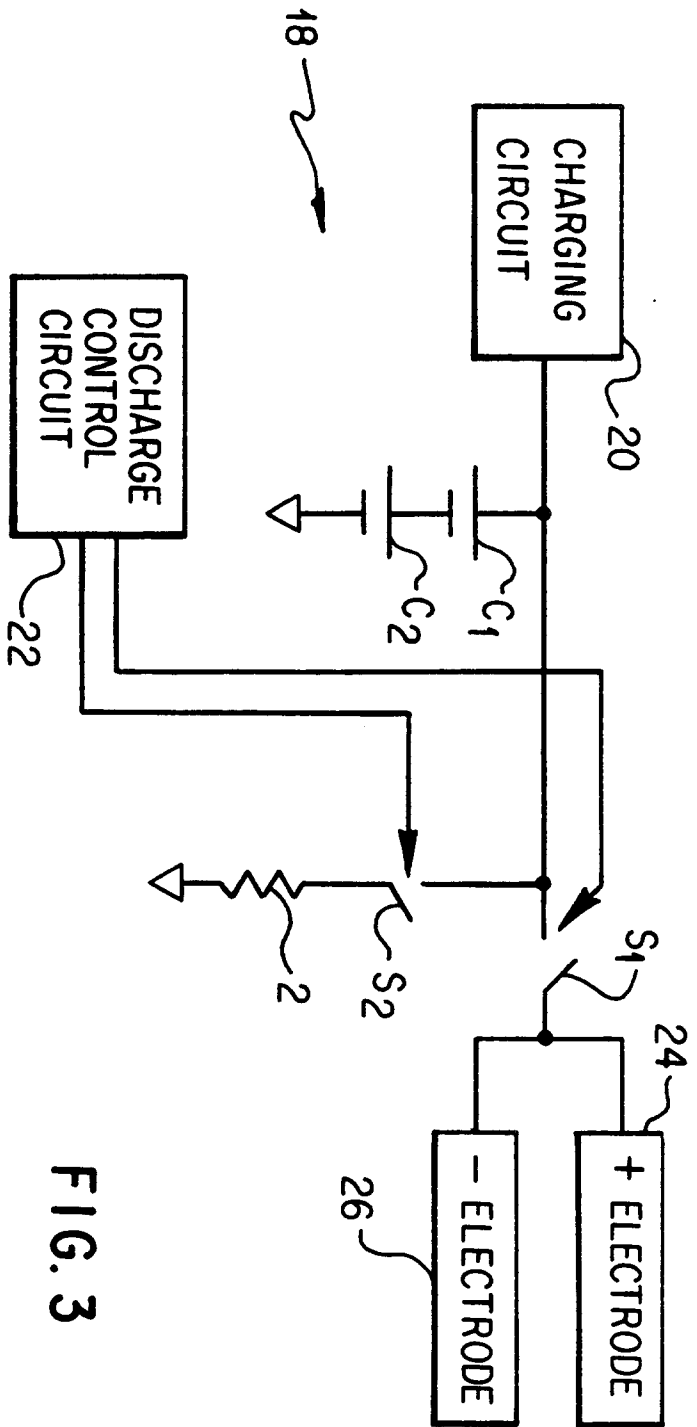 18
CHARGING
CIRCUIT
20
DISCHARGE
CONTROL
CIRCUIT
22
C1
C2
S1
S2
2
24
+ ELECTRODE
- ELECTRODE
26
FIG. 3